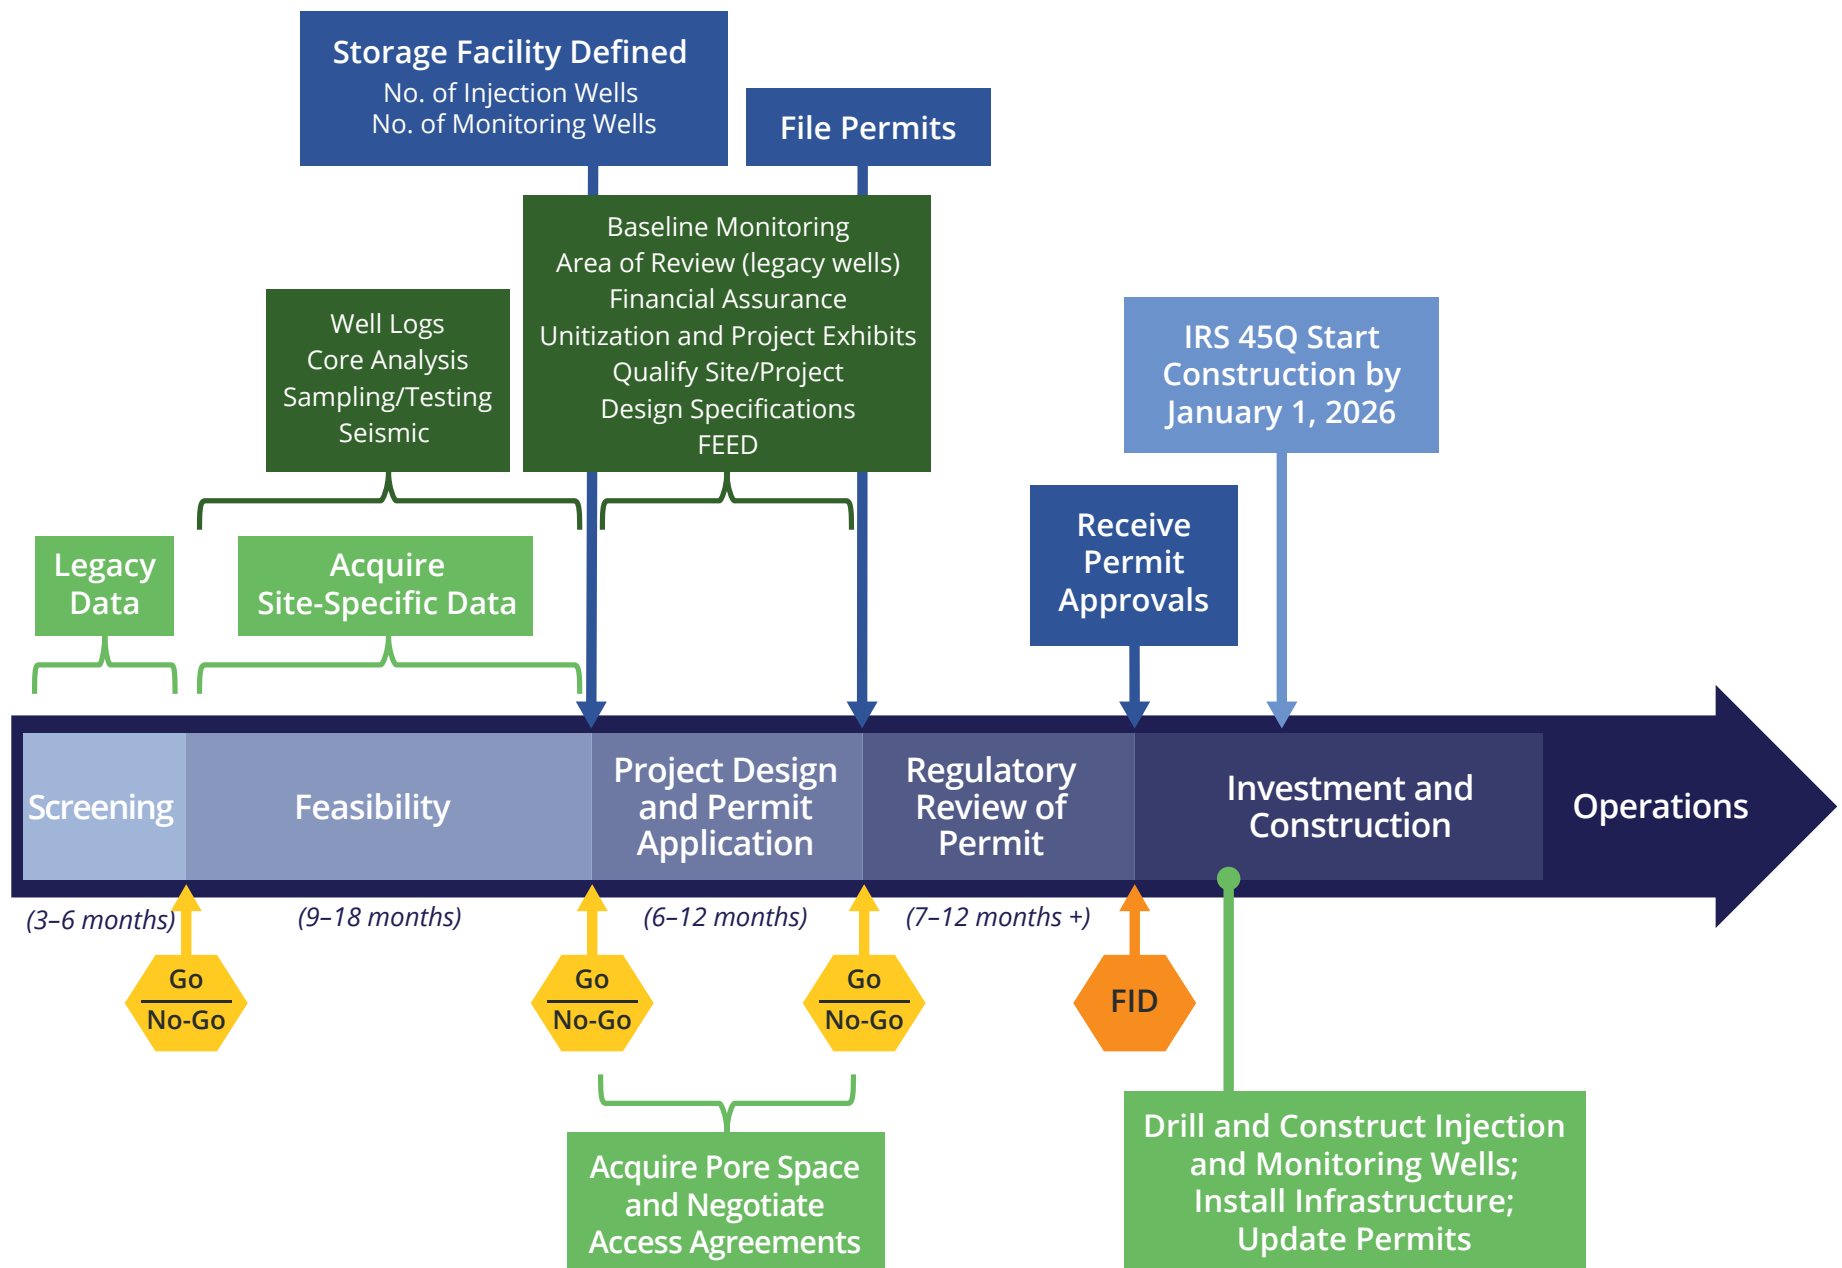 Storage Facility Defined
No. of Injection Wells
No. of Monitoring Wells
File Permits
Baseline Monitoring
Area of Review (legacy wells)
Financial Assurance
Unitization and Project Exhibits
Qualify Site/Project
Design Specifications
FEED
Well Logs
Core Analysis
Sampling/Testing
Seismic
IRS 45Q Start
Construction by
January 1, 2026
Receive
Permit
Approvals
Legacy
Data
Acquire
Site-Specific Data
Screening
Feasibility
Project Design
and Permit
Application
Regulatory
Review of
Permit
Investment and
Construction
Operations
(3–6 months)
(9–18 months)
(6–12 months)
(7–12 months +)
Go
No-Go
Go
No-Go
Go
No-Go
FID
Acquire Pore Space
and Negotiate
Access Agreements
Drill and Construct Injection
and Monitoring Wells;
Install Infrastructure;
Update Permits